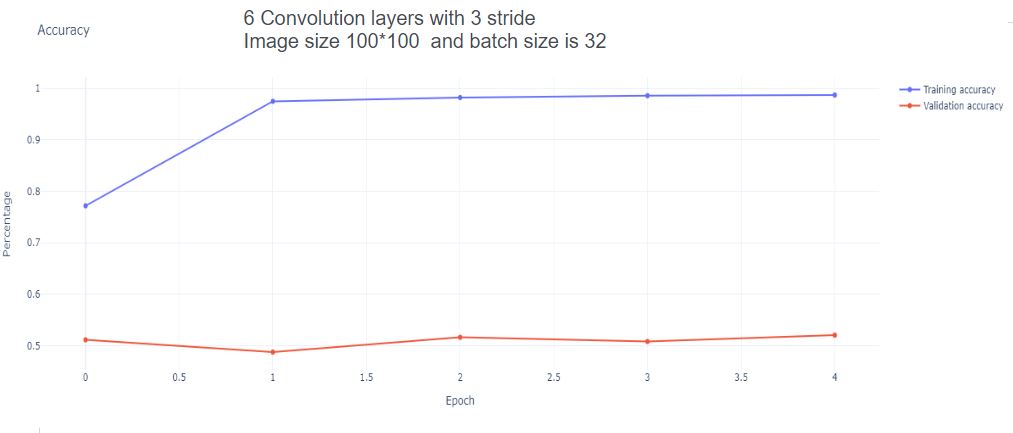 6 Convolution layers with 3 stride
Image size 100*100 and batch size is 32
Accuracy
Training accuracy
Validation accuracy
Percentage
1
0.9
0.8
0.7
0.6
0.5
0 0.5 1 1.5 2 2.5 3 3.5 4
Epoch